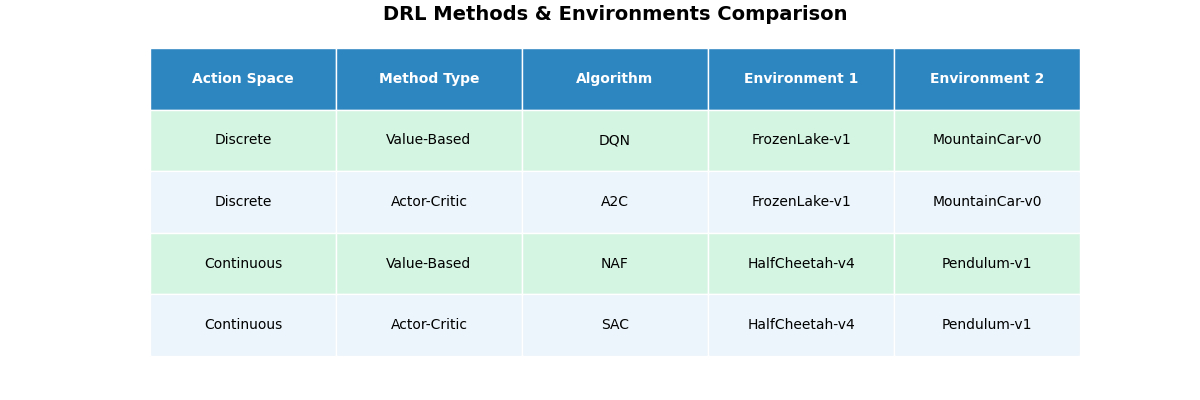 DRL Methods & Environments Comparison
Action Space Method Type Algorithm Environment 1 Environment 2
Discrete Value-Based DQN FrozenLake-v1 MountainCar-v0
Discrete Actor-Critic A2C FrozenLake-v1 MountainCar-v0
Continuous Value-Based NAF HalfCheetah-v4 Pendulum-v1
Continuous Actor-Critic SAC HalfCheetah-v4 Pendulum-v1